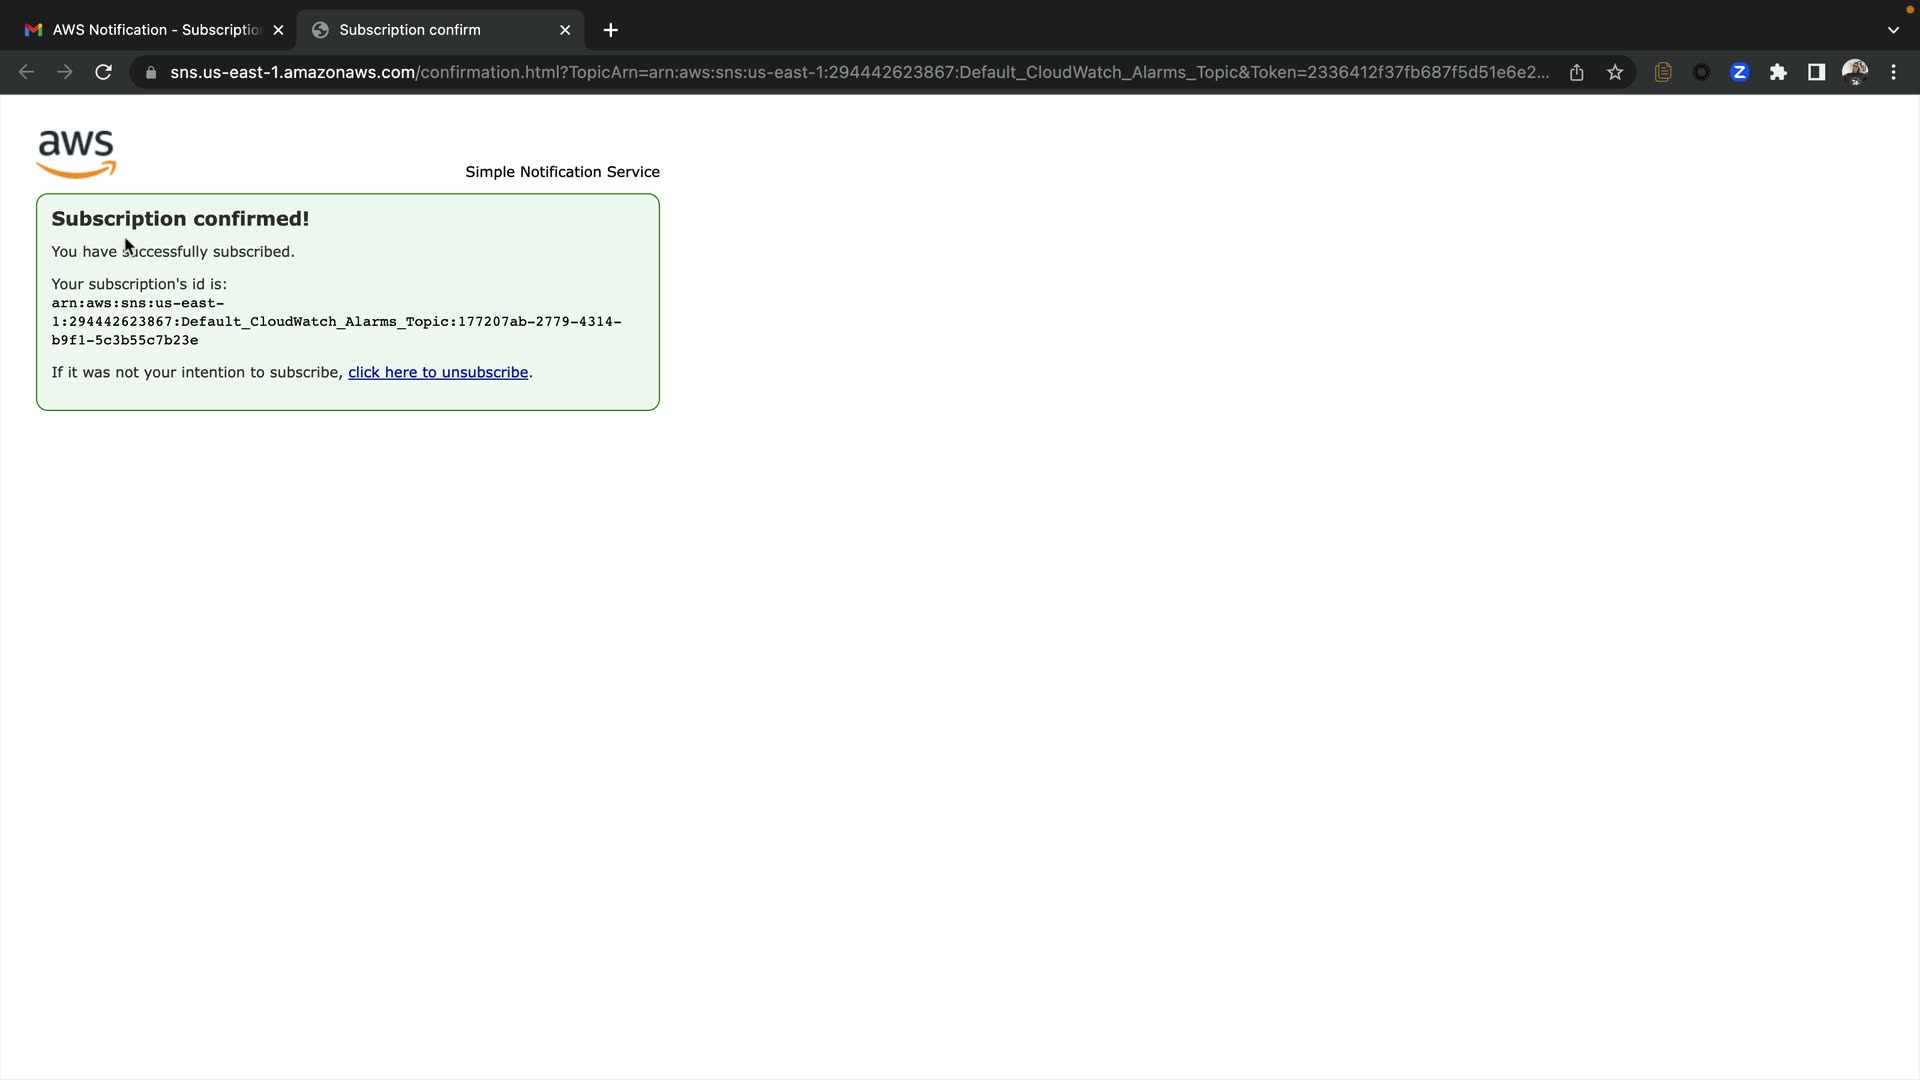 AWS Notification - Subscriptio
Subscription confirm
sns.us-east-1.amazonaws.com/confirmation.html?TopicArn=arn:aws:sns:us-east-1:294442623867:Default_CloudWatch_Alarms_Topic&Token=2336412f37fb687f5d51e6e2...
Z
aws
Simple Notification Service
Subscription confirmed!
You have successfully subscribed.
Your subscription's id is:
arn:aws:sns:us-east-
1:294442623867:Default_CloudWatch_Alarms_Topic:177207ab-2779-4314-
b9f1-5c3b55c7b23e
If it was not your intention to subscribe, click here to unsubscribe.